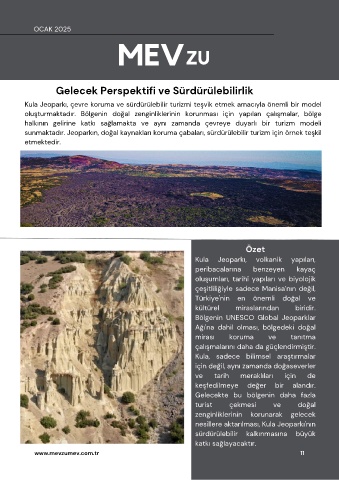 OCAK 2025
MEVZU
Gelecek Perspektifi ve Sürdürülebilirlik
Kula Jeoparkı, çevre koruma ve sürdürülebilir turizmi teşvik etmek amacıyla önemli bir model
oluşturmaktadır. Bölgenin doğal zenginliklerinin korunması için yapılan çalışmalar, bölge
halkının gelirine katkı sağlamakta ve aynı zamanda çevreye duyarlı bir turizm modeli
sunmaktadır. Jeoparkın, doğal kaynakları koruma çabaları, sürdürülebilir turizm için örnek teşkil
etmektedir.
Özet
Kula Jeoparkı, volkanik yapıları,
peribacalarına benzeyen kayaç
oluşumları, tarihi yapıları ve biyolojik
çeşitliliğiyle sadece Manisa'nın değil,
Türkiye'nin en önemli doğal ve
kültürel miraslarından biridir.
Bölgenin UNESCO Global Jeoparklar
Ağı'na dahil olması, bölgedeki doğal
mirası koruma ve tanıtma
çalışmalarını daha da güçlendirmiştir.
Kula, sadece bilimsel araştırmalar
için değil, aynı zamanda doğaseverler
ve tarih meraklıları için de
keşfedilmeye değer bir alandır.
Gelecekte bu bölgenin daha fazla
turist çekmesi ve doğal
zenginliklerinin korunarak gelecek
nesillere aktarılması, Kula Jeoparkı'nın
sürdürülebilir kalkınmasına büyük
katkı sağlayacaktır.
www.mevzumev.com.tr
11